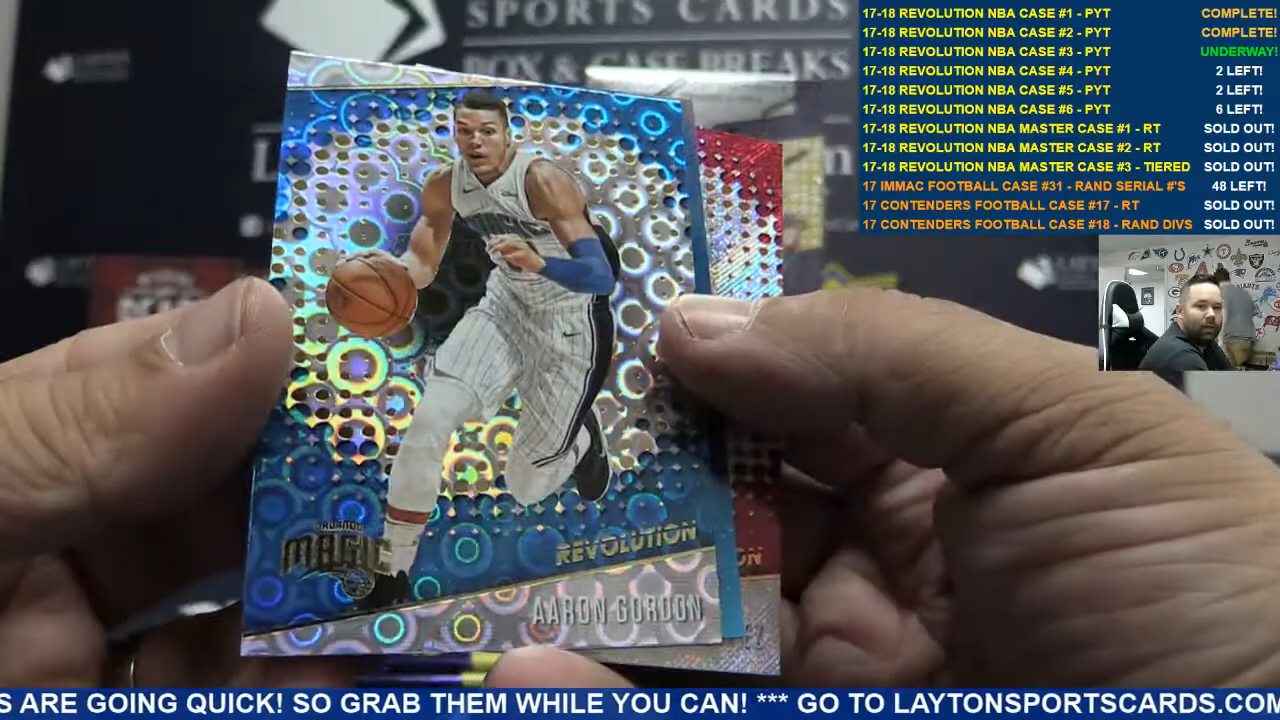 SPORTS CARDS
BOX & CASE BREAKS
17-18 REVOLUTION NBA CASE #1 - PYT COMPLETE!
17-18 REVOLUTION NBA CASE #2 - PYT COMPLETE!
17-18 REVOLUTION NBA CASE #3 - PYT UNDERWAY!
17-18 REVOLUTION NBA CASE #4 - PYT 2 LEFT!
17-18 REVOLUTION NBA CASE #5 - PYT 2 LEFT!
17-18 REVOLUTION NBA CASE #6 - PYT 6 LEFT!
17-18 REVOLUTION NBA MASTER CASE #1 - RT SOLD OUT!
17-18 REVOLUTION NBA MASTER CASE #2 - RT SOLD OUT!
17-18 REVOLUTION NBA MASTER CASE #3 - TIERED SOLD OUT!
17 IMMAC FOOTBALL CASE #31 - RAND SERIAL #'S 48 LEFT!
17 CONTENDERS FOOTBALL CASE #17 - RT SOLD OUT!
17 CONTENDERS FOOTBALL CASE #18 - RAND DIVS SOLD OUT!
ORLANDO
MAGIC
REVOLUTION
ON
AARON GORDON
S ARE GOING QUICK! SO GRAB THEM WHILE YOU CAN! *** GO TO LAYTONSPORTSCARDS.COM